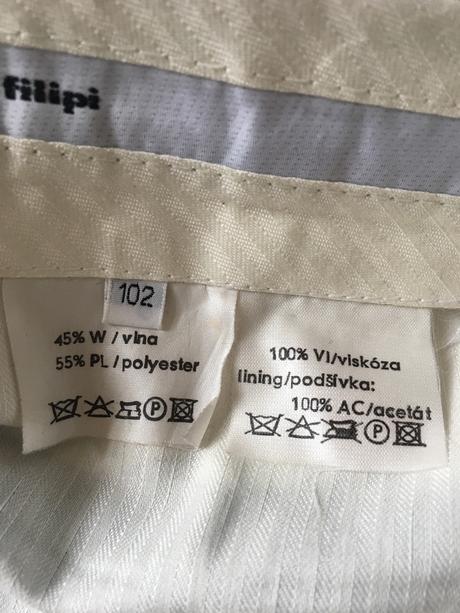 filipi
102
45% W / vlna
55% PL / polyester
P
100% VI/viskóza
lining/podšívka:
100% AC/acetát
P